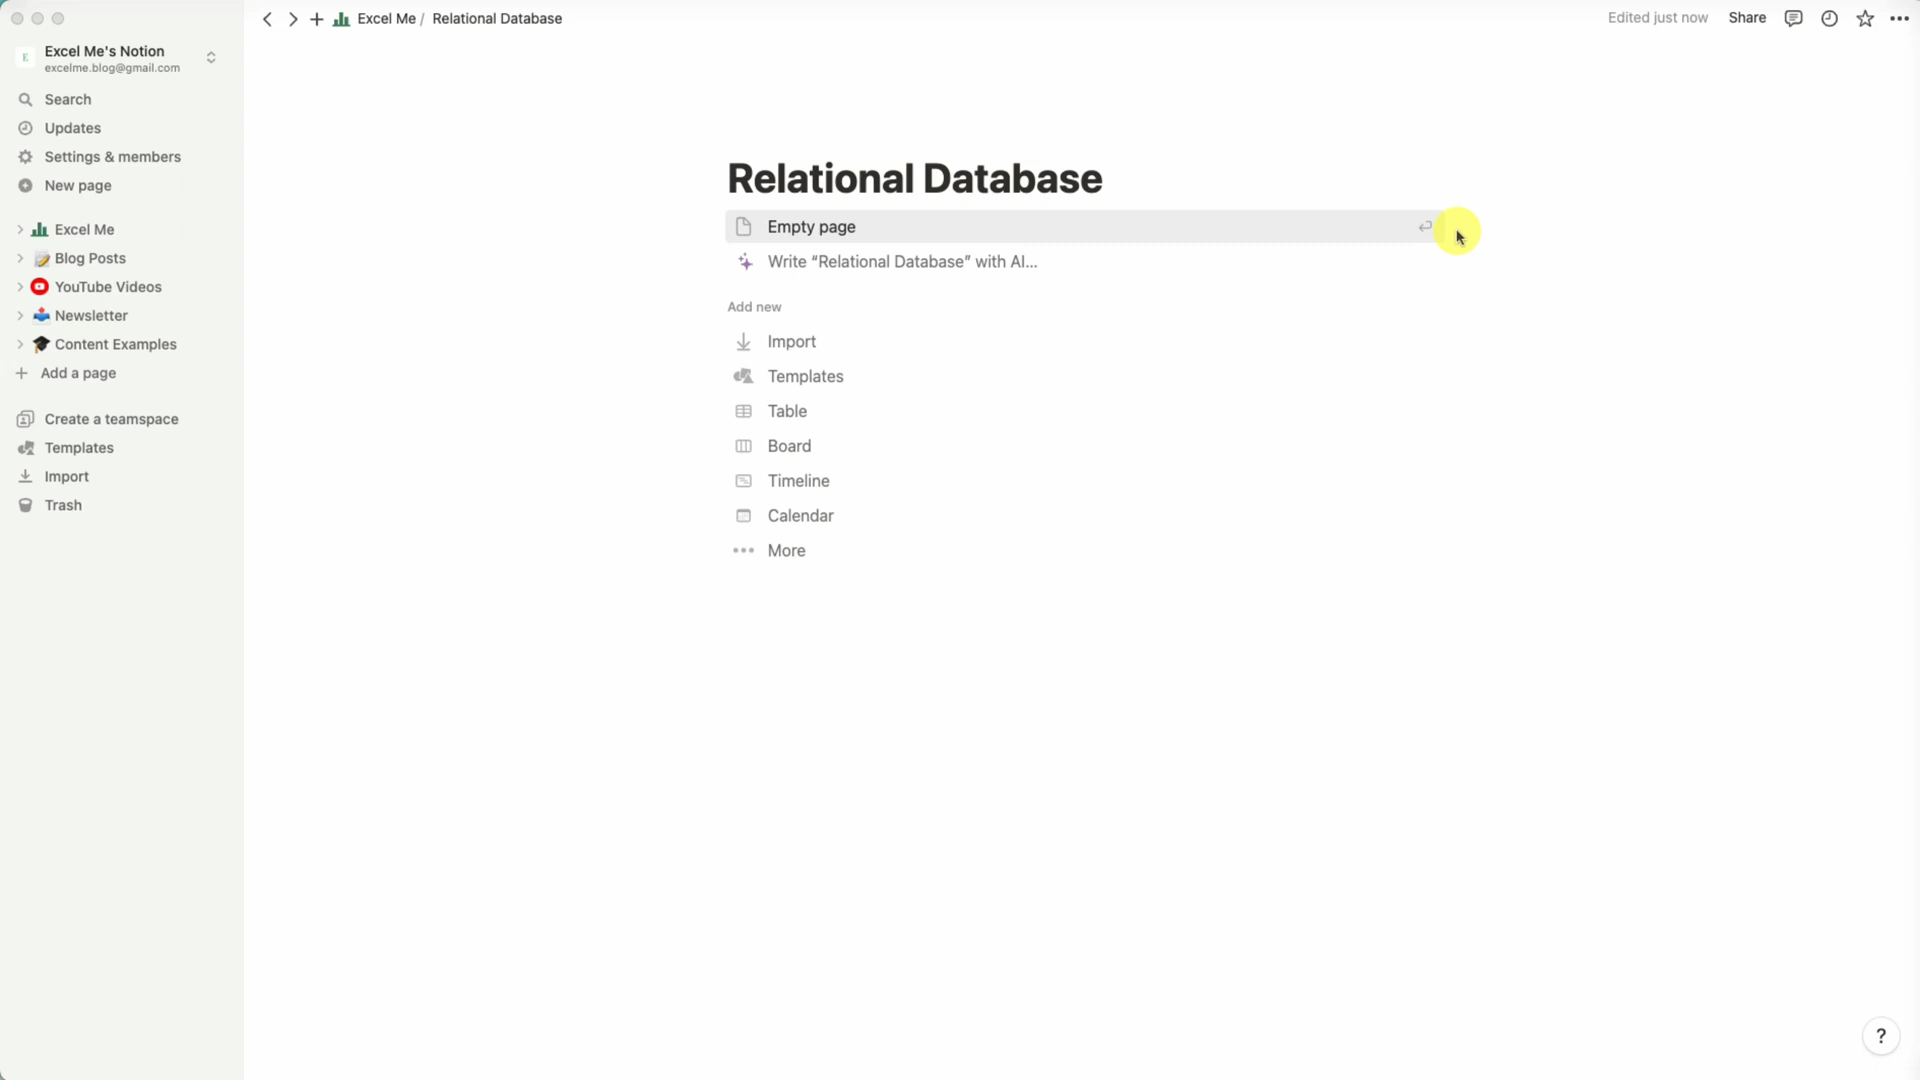 Excel Me / Relational Database
Edited just now
Share
E
Excel Me's Notion
excelme.blog@gmail.com
Search
Updates
Settings & members
New page
Excel Me
Blog Posts
YouTube Videos
Newsletter
Content Examples
Add a page
Create a teamspace
Templates
Import
Trash
Relational Database
Empty page
Write “Relational Database” with AI...
Add new
Import
Templates
Table
Board
Timeline
Calendar
More
?